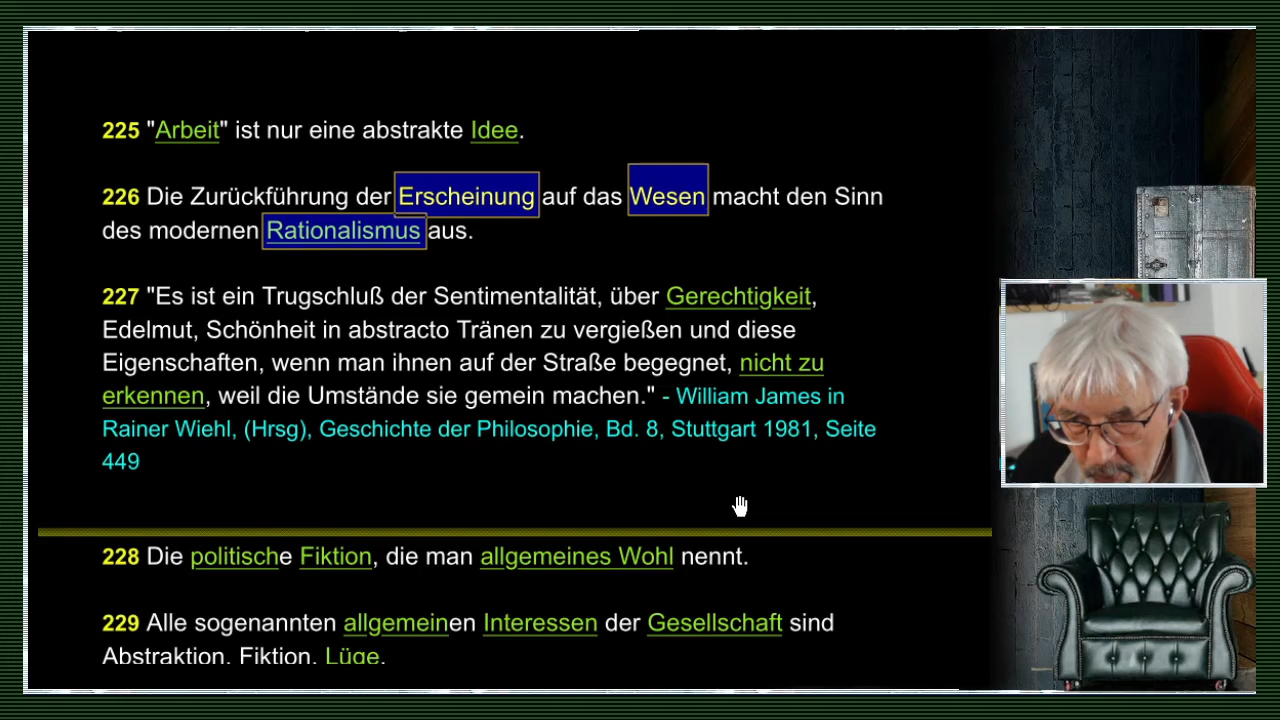 225 "Arbeit" ist nur eine abstrakte Idee.
226 Die Zurückführung der Erscheinung auf das Wesen macht den Sinn
des modernen Rationalismus aus.
227 "Es ist ein Trugschluß der Sentimentalität, über Gerechtigkeit,
Edelmut, Schönheit in abstracto Tränen zu vergießen und diese
Eigenschaften, wenn man ihnen auf der Straße begegnet, nicht zu
erkennen, weil die Umstände sie gemein machen." - William James in
Rainer Wiehl, (Hrsg), Geschichte der Philosophie, Bd. 8, Stuttgart 1981, Seite
449
228 Die politische Fiktion, die man allgemeines Wohl nennt.
229 Alle sogenannten allgemeinen Interessen der Gesellschaft sind
Abstraktion, Fiktion, Lüge.